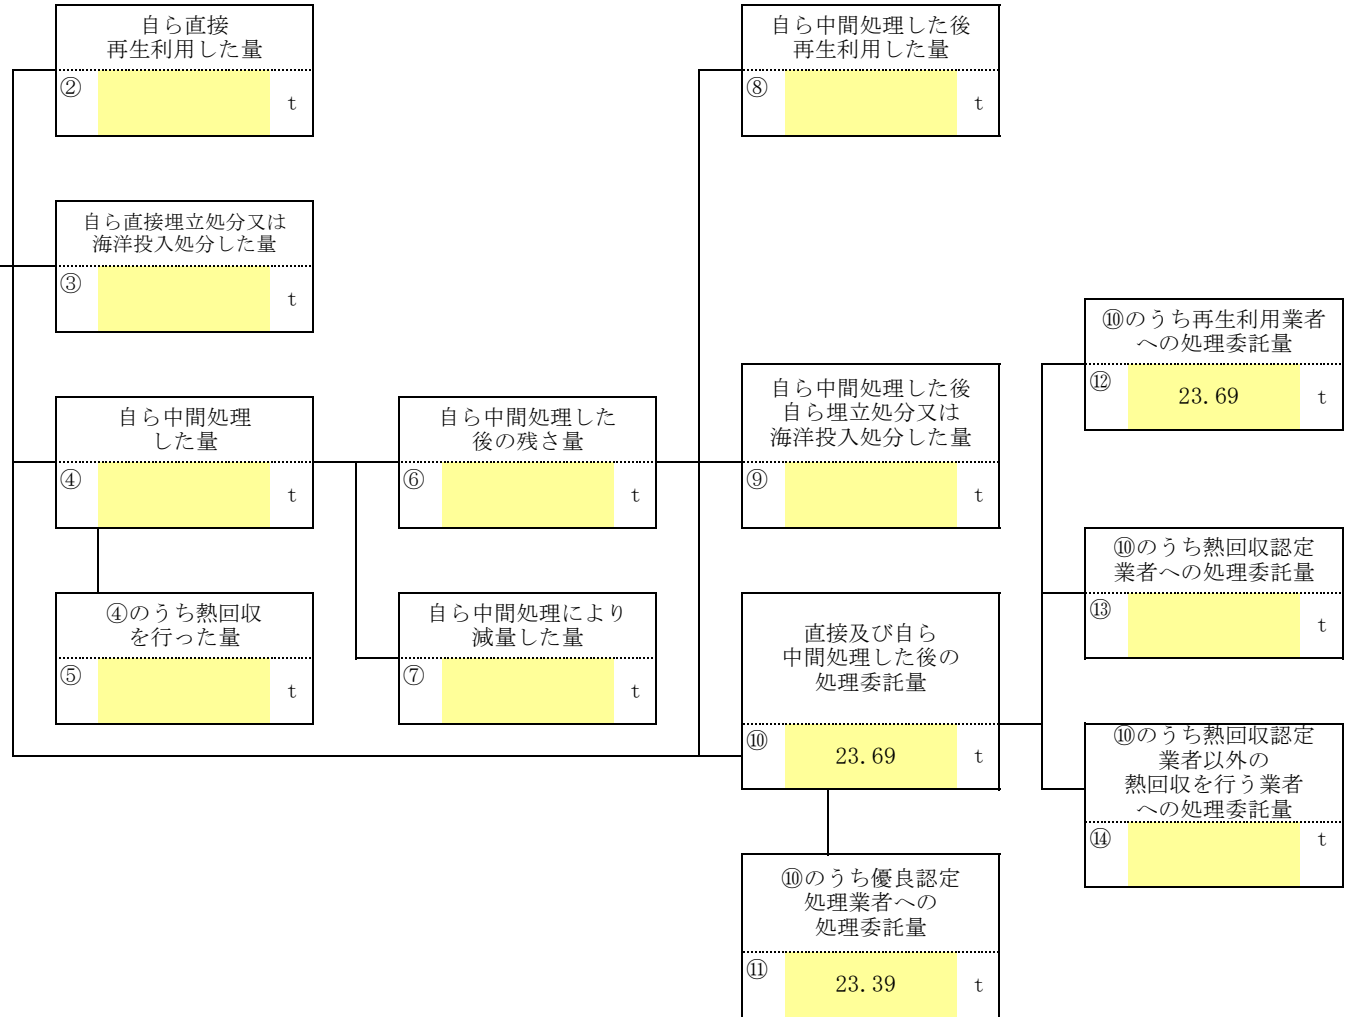 自ら直接
再生利用した量
②
t
自ら中間処理した後
再生利用した量
⑧
t
自ら直接埋立処分又は
海洋投入処分した量
③
t
⑩のうち再生利用業者
への処理委託量
⑫
23.69
t
自ら中間処理
した量
④
t
自ら中間処理した
後の残さ量
⑥
t
自ら中間処理した後
自ら埋立処分又は
海洋投入処分した量
⑨
t
⑩のうち熱回収認定
業者への処理委託量
⑬
t
④のうち熱回収
を行った量
⑤
t
自ら中間処理により
減量した量
⑦
t
直接及び自ら
中間処理した後の
処理委託量
⑩
23.69
t
⑩のうち熱回収認定
業者以外の
熱回収を行う業者
への処理委託量
⑭
t
⑩のうち優良認定
処理業者への
処理委託量
⑪
23.39
t